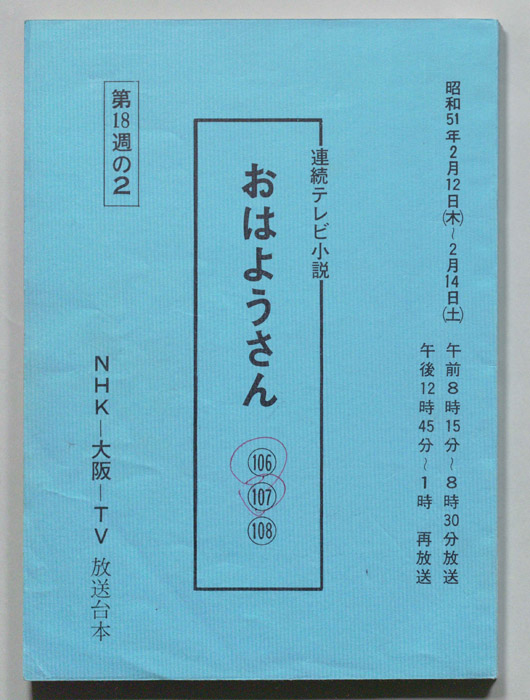 昭和51年2月12日(木)～2月14日(土)
午前8時15分～8時30分放送
午後12時45分～1時 再放送
連続テレビ小説
おはようさん
106
107
108
第18週の2
NHK－大阪－TV 放送台本